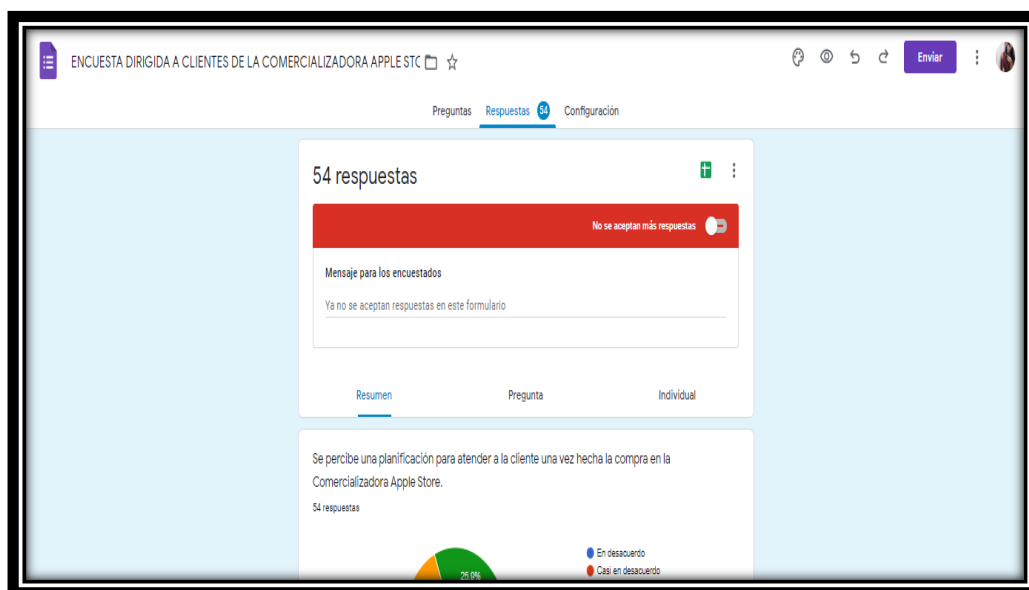 ENCUESTA DIRIGIDA A CLIENTES DE LA COMERCIALIZADORA APPLE STC
Enviar
Preguntas Respuestas 54 Configuración
54 respuestas
No se aceptan más respuestas
Mensaje para los encuestados
Ya no se aceptan respuestas en este formulario
Resumen Pregunta Individual
Se percibe una planificación para atender a la cliente una vez hecha la compra en la
Comercializadora Apple Store.
54 respuestas
En desacuerdo
Casi en desacuerdo
25.9%